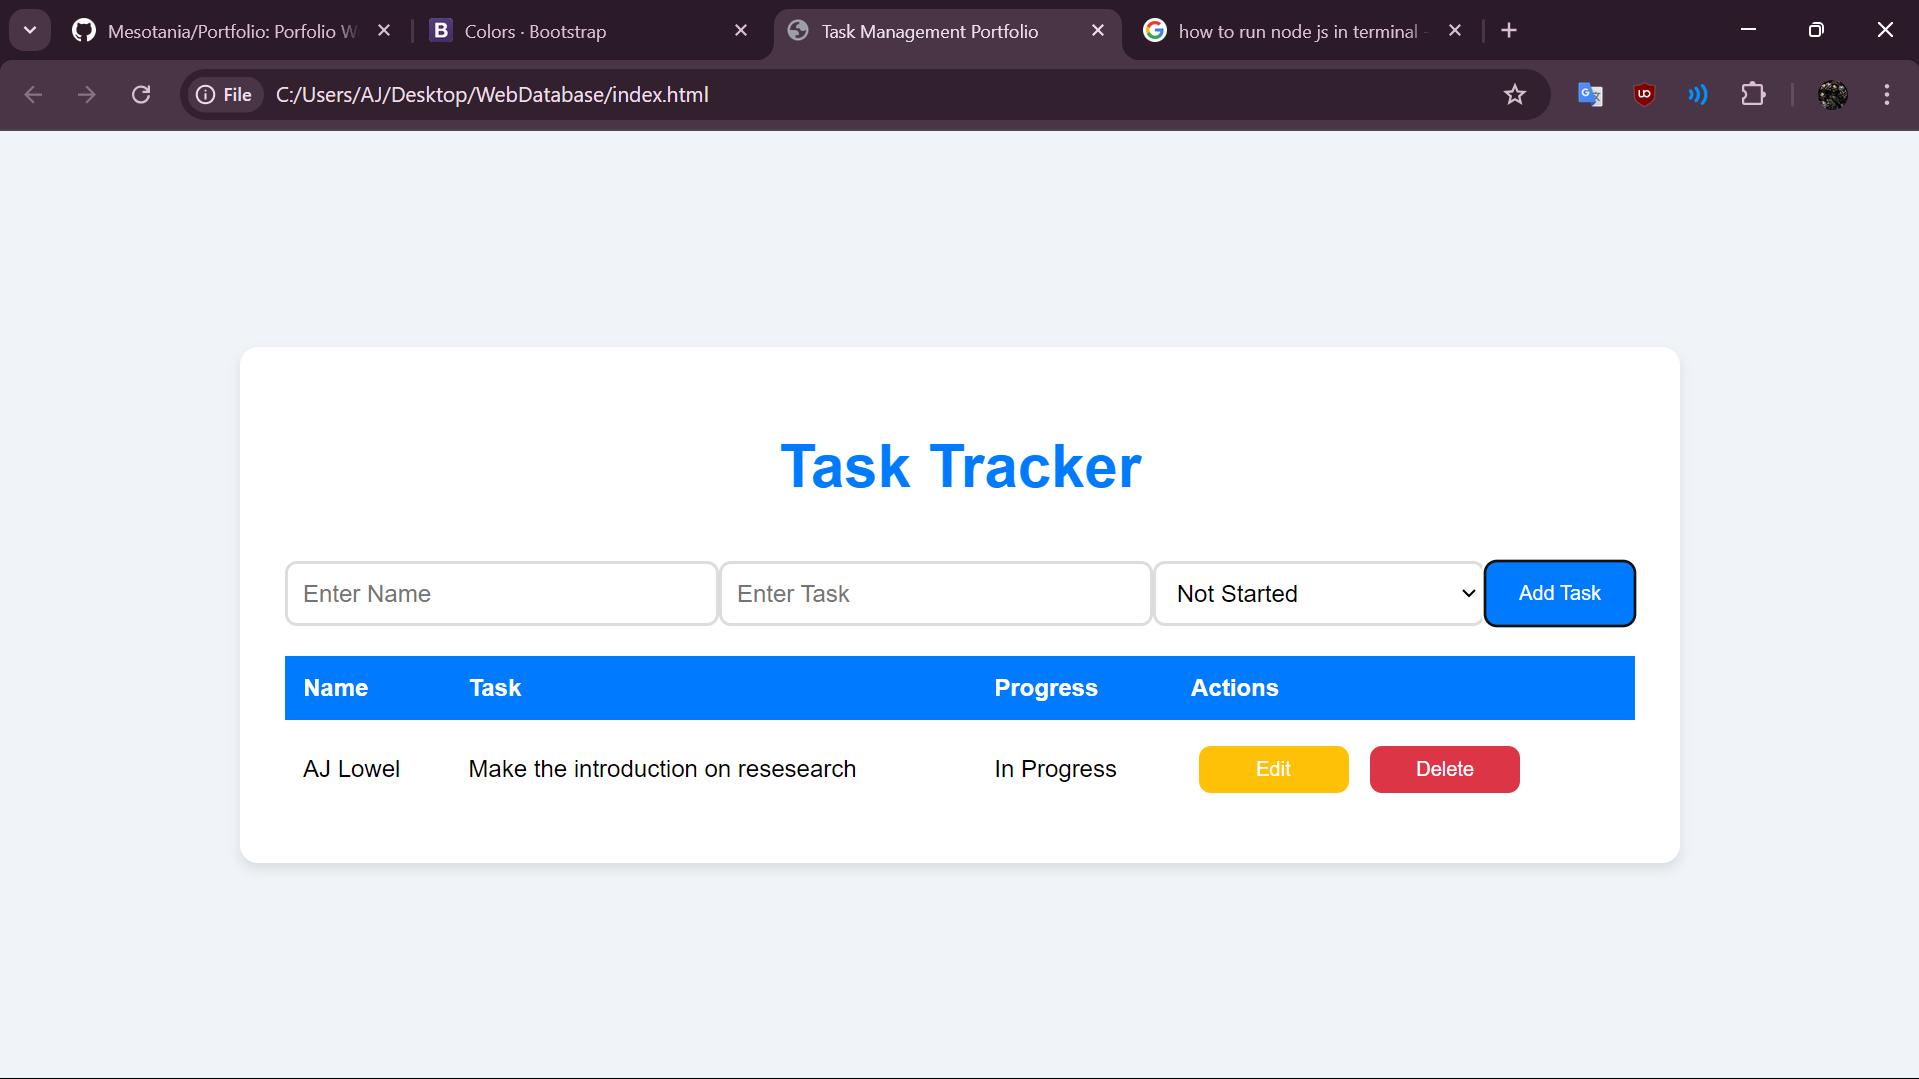 Mesotania/Portfolio: Porfolio W
B Colors · Bootstrap
Task Management Portfolio
how to run node js in terminal -
File C:/Users/AJ/Desktop/WebDatabase/index.html
Task Tracker
Enter Name Enter Task Not Started Add Task
Name Task Progress Actions
AJ Lowel Make the introduction on resesearch In Progress Edit Delete